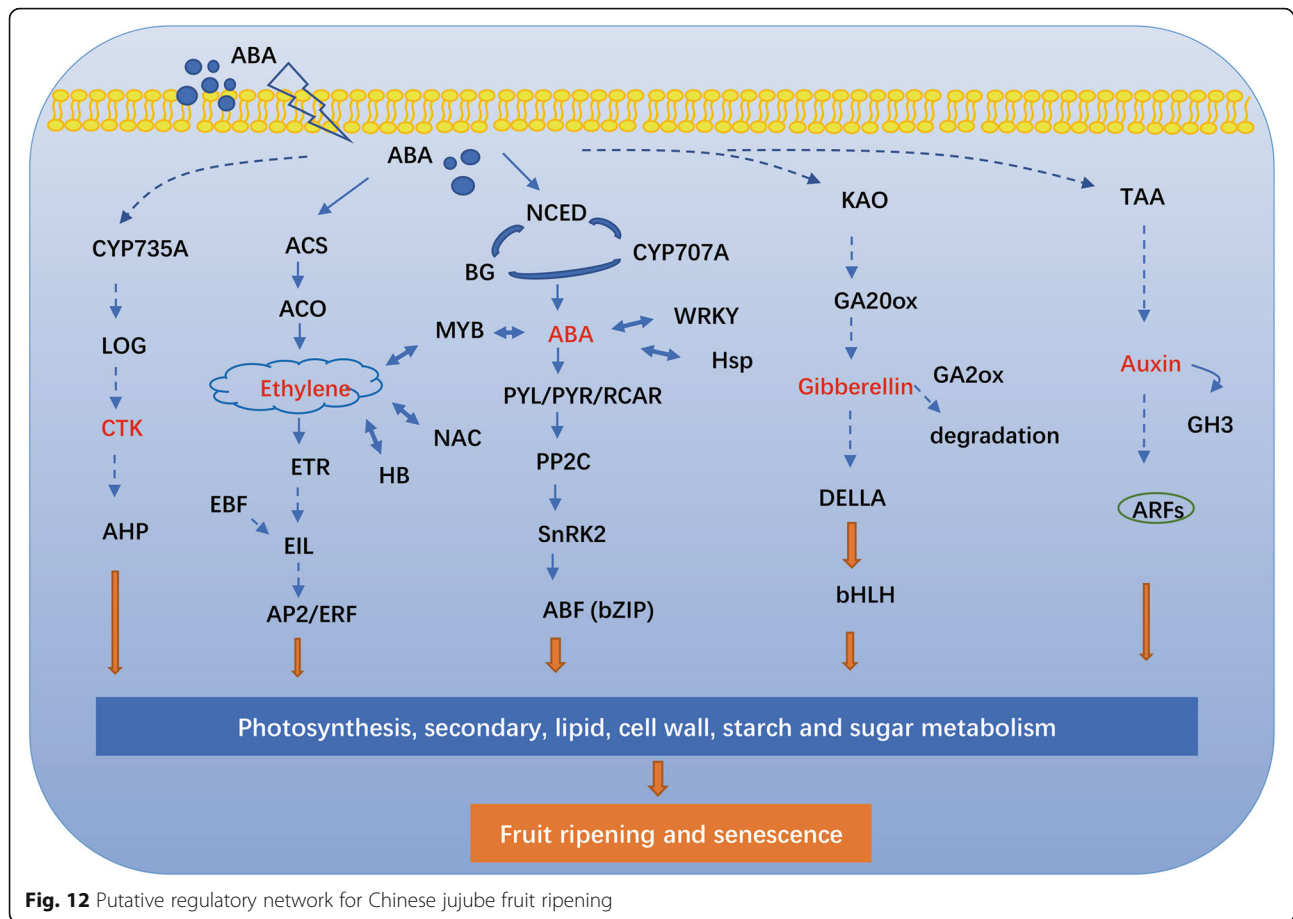 ABA
ABA
CYP735A
LOG
CTK
AHP
ACS
ACO
Ethylene
ETR
EBF
EIL
AP2/ERF
MYB
NAC
HB
NCED
BG
CYP707A
ABA
WRKY
Hsp
PYL/PYR/RCAR
PP2C
SnRK2
ABF (bZIP)
KAO
GA20ox
Gibberellin
GA2ox
degradation
DELLA
bHLH
TAA
Auxin
GH3
ARFs
Photosynthesis, secondary, lipid, cell wall, starch and sugar metabolism
Fruit ripening and senescence
Fig. 12 Putative regulatory network for Chinese jujube fruit ripening